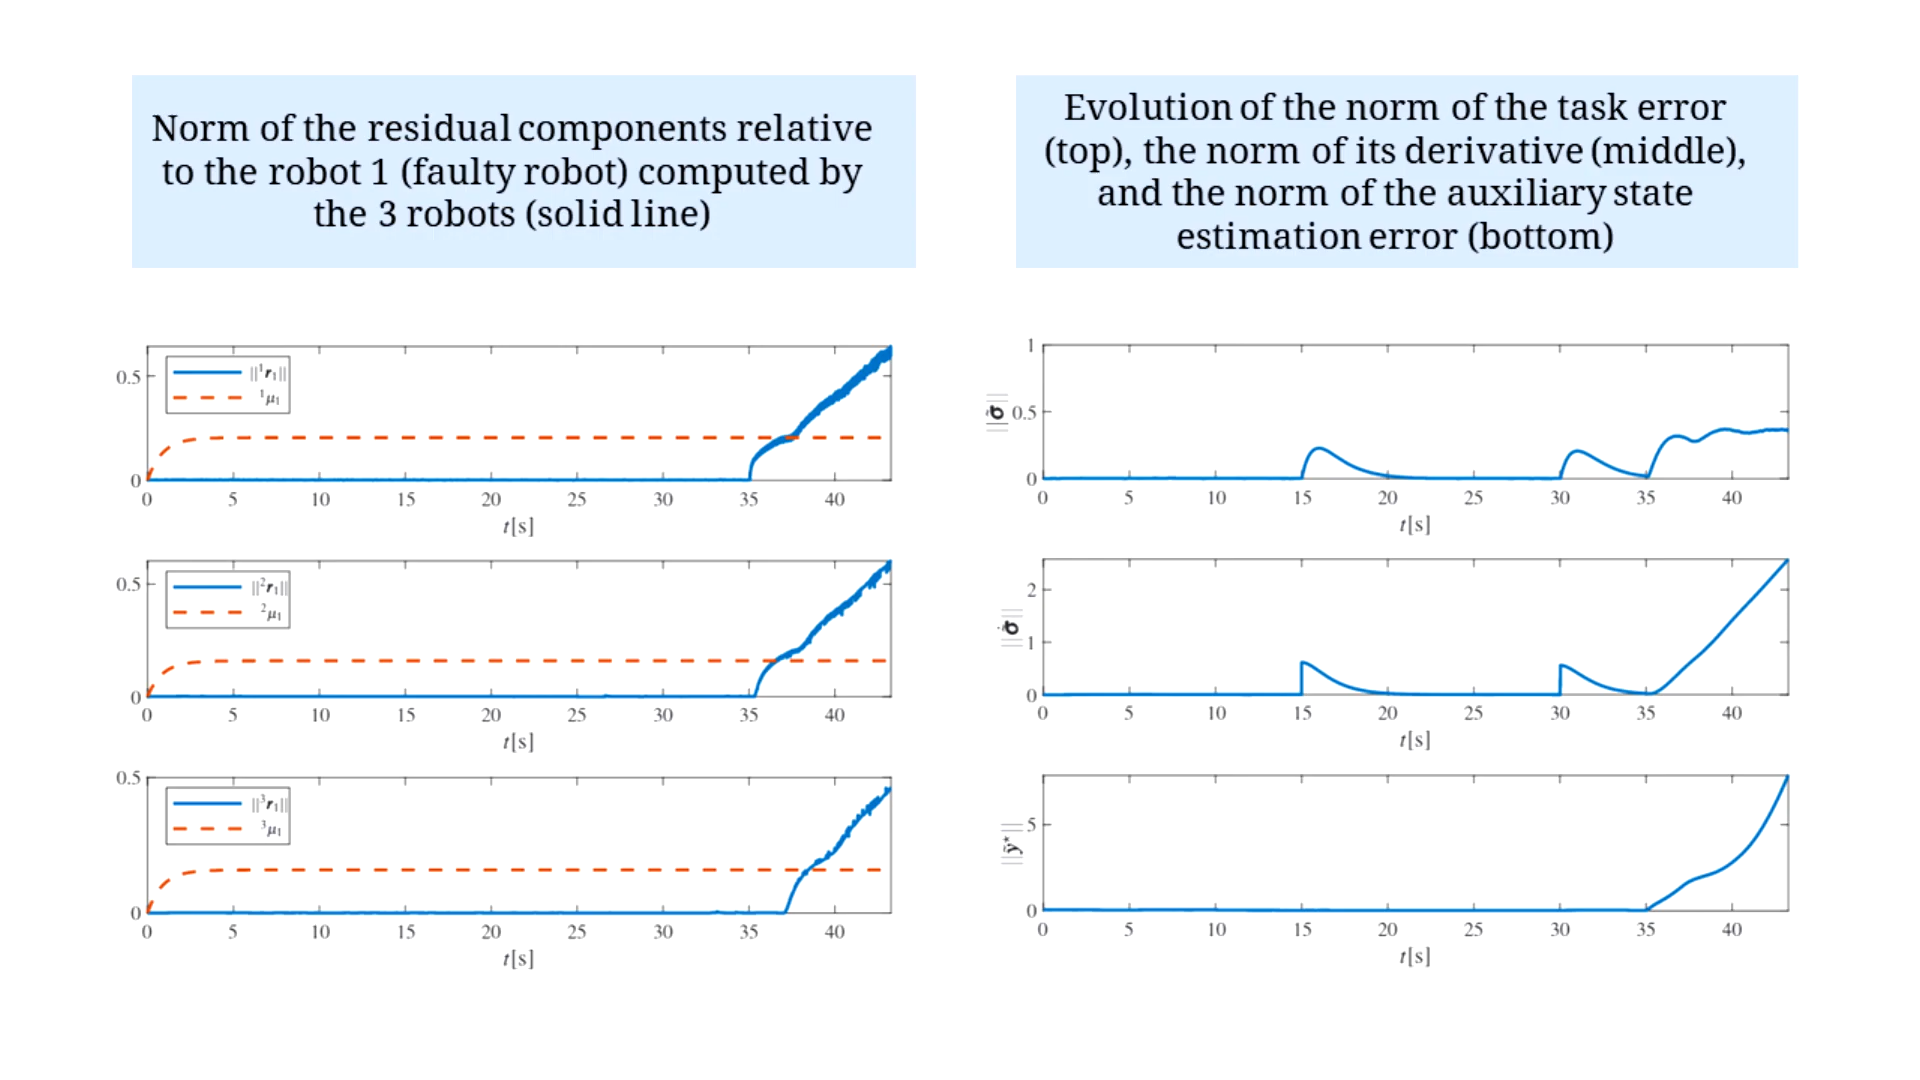 Norm of the residual components relative
to the robot 1 (faulty robot) computed by
the 3 robots (solid line)
Evolution of the norm of the task error
(top), the norm of its derivative (middle),
and the norm of the auxiliary state
estimation error (bottom)
0.5
0
||¹r₁||
¹μ₁
0 5 10 15 20 25 30 35 40
t[s]
0.5
0
||²r₁||
²μ₁
0 5 10 15 20 25 30 35 40
t[s]
0.5
0
||³r₁||
³μ₁
0 5 10 15 20 25 30 35 40
t[s]
||σ̃||
1
0.5
0
0 5 10 15 20 25 30 35 40
t[s]
||σ̃̇||
2
1
0
0 5 10 15 20 25 30 35 40
t[s]
||ỹ*||
5
0
0 5 10 15 20 25 30 35 40
t[s]